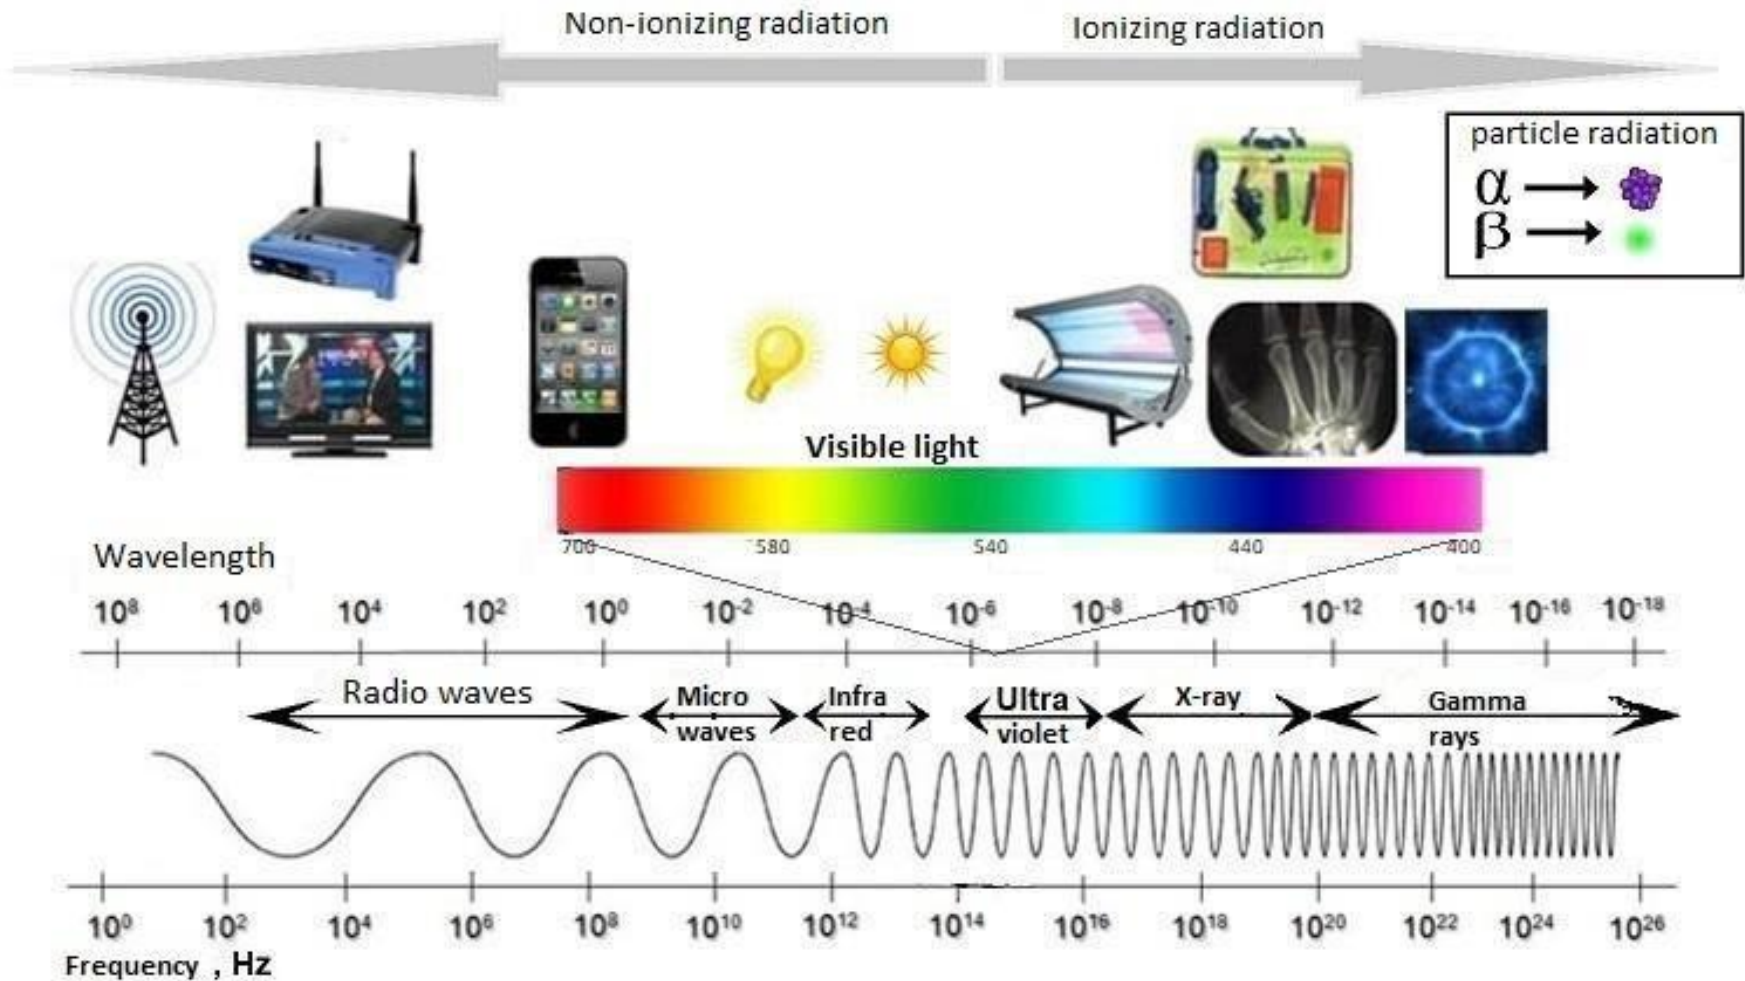 Non-ionizing radiation
Ionizing radiation
particle radiation
α
β
Visible light
700 580 540 440 400
Wavelength
10⁸ 10⁶ 10⁴ 10² 10⁰ 10⁻² 10⁻⁴ 10⁻⁶ 10⁻⁸ 10⁻¹⁰ 10⁻¹² 10⁻¹⁴ 10⁻¹⁶ 10⁻¹⁸
Radio waves
Micro
waves
Infra
red
Ultra
violet
X-ray
Gamma
rays
10⁰ 10² 10⁴ 10⁶ 10⁸ 10¹⁰ 10¹² 10¹⁴ 10¹⁶ 10¹⁸ 10²⁰ 10²² 10²⁴ 10²⁶
Frequency , Hz